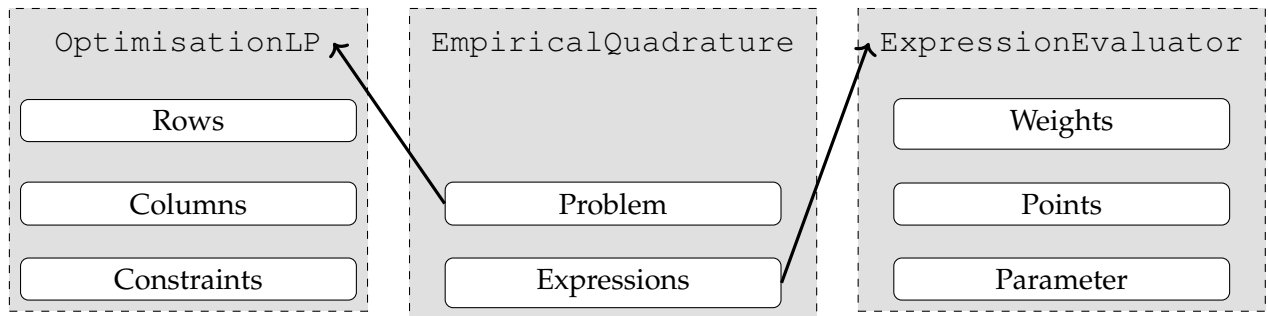 OptimisationLP
Rows
Columns
Constraints
EmpiricalQuadrature
Problem
Expressions
ExpressionEvaluator
Weights
Points
Parameter